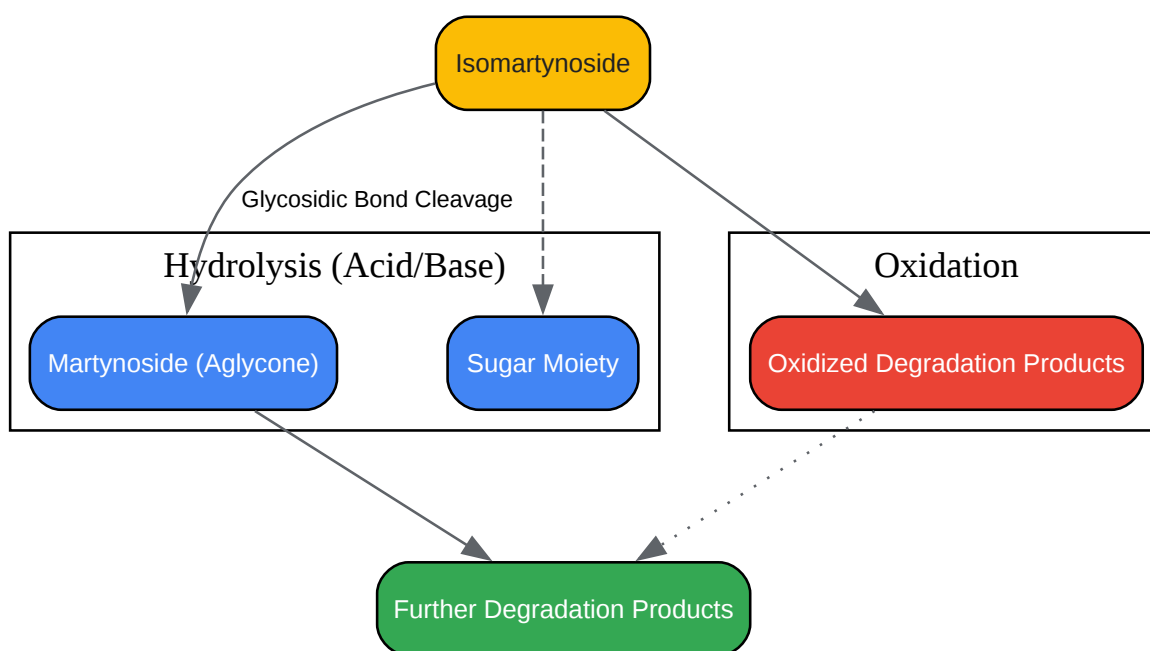 Isomartynoside
Glycosidic Bond Cleavage
Hydrolysis (Acid/Base)
Oxidation
Martynoside (Aglycone)
Sugar Moiety
Oxidized Degradation Products
Further Degradation Products